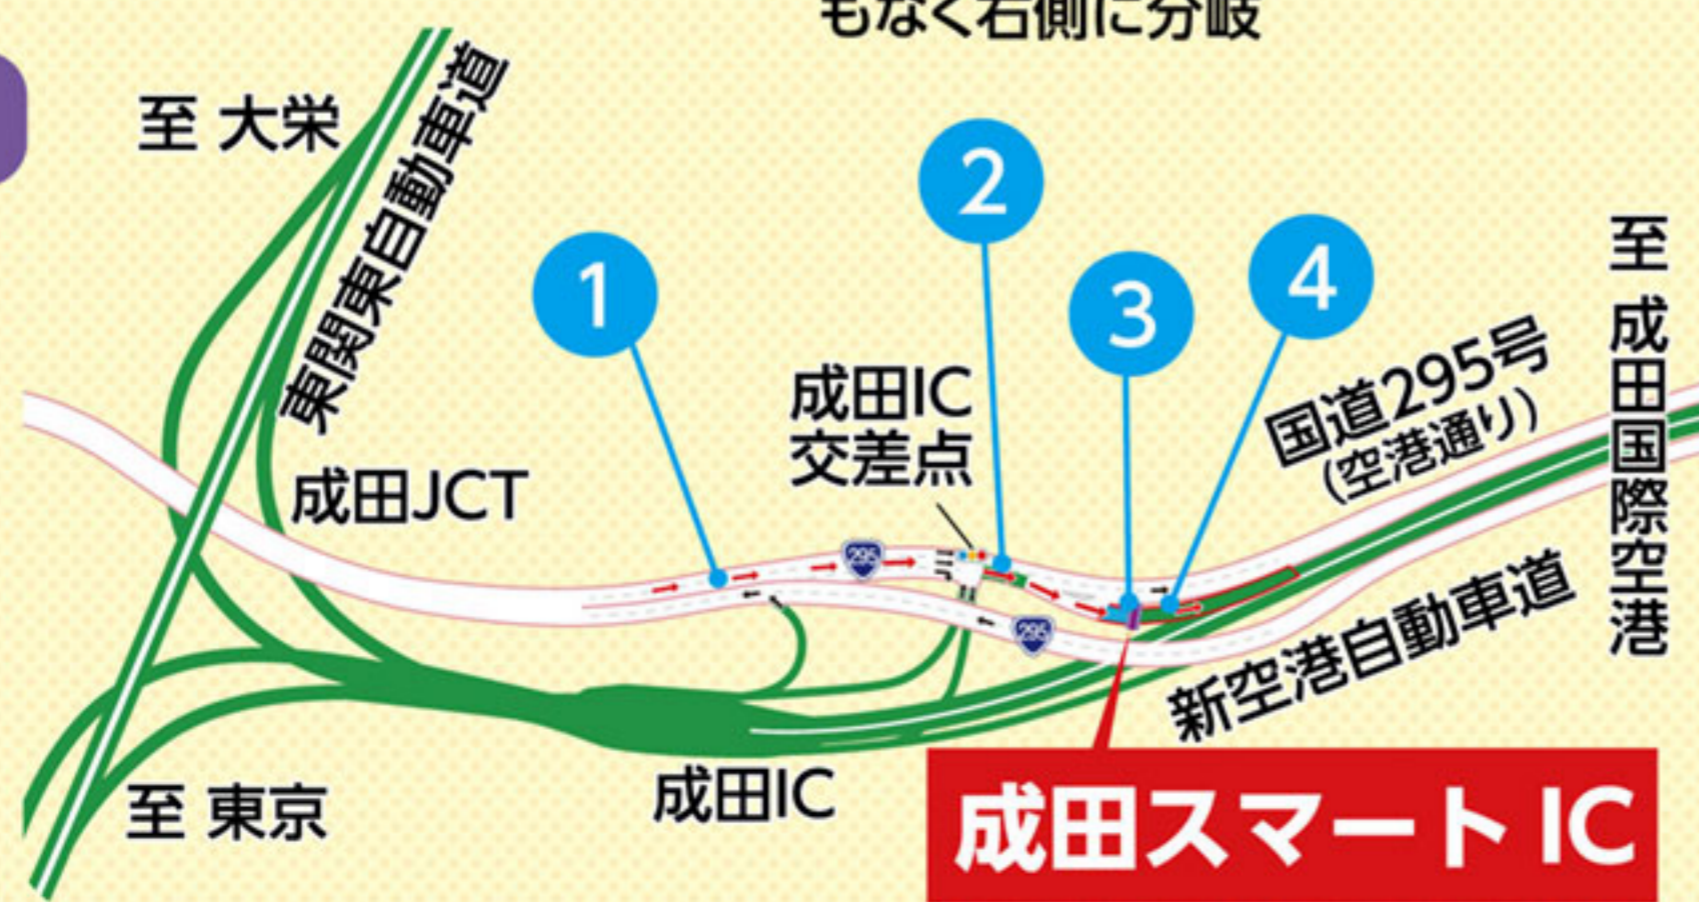 もなく右側に分岐
至 大栄
東関東自動車道
2
1
4
3
至 成田国際空港
成田IC
交差点
国道295号
(空港通り)
成田JCT
295
295
新空港自動車道
至 東京
成田IC
成田スマートIC